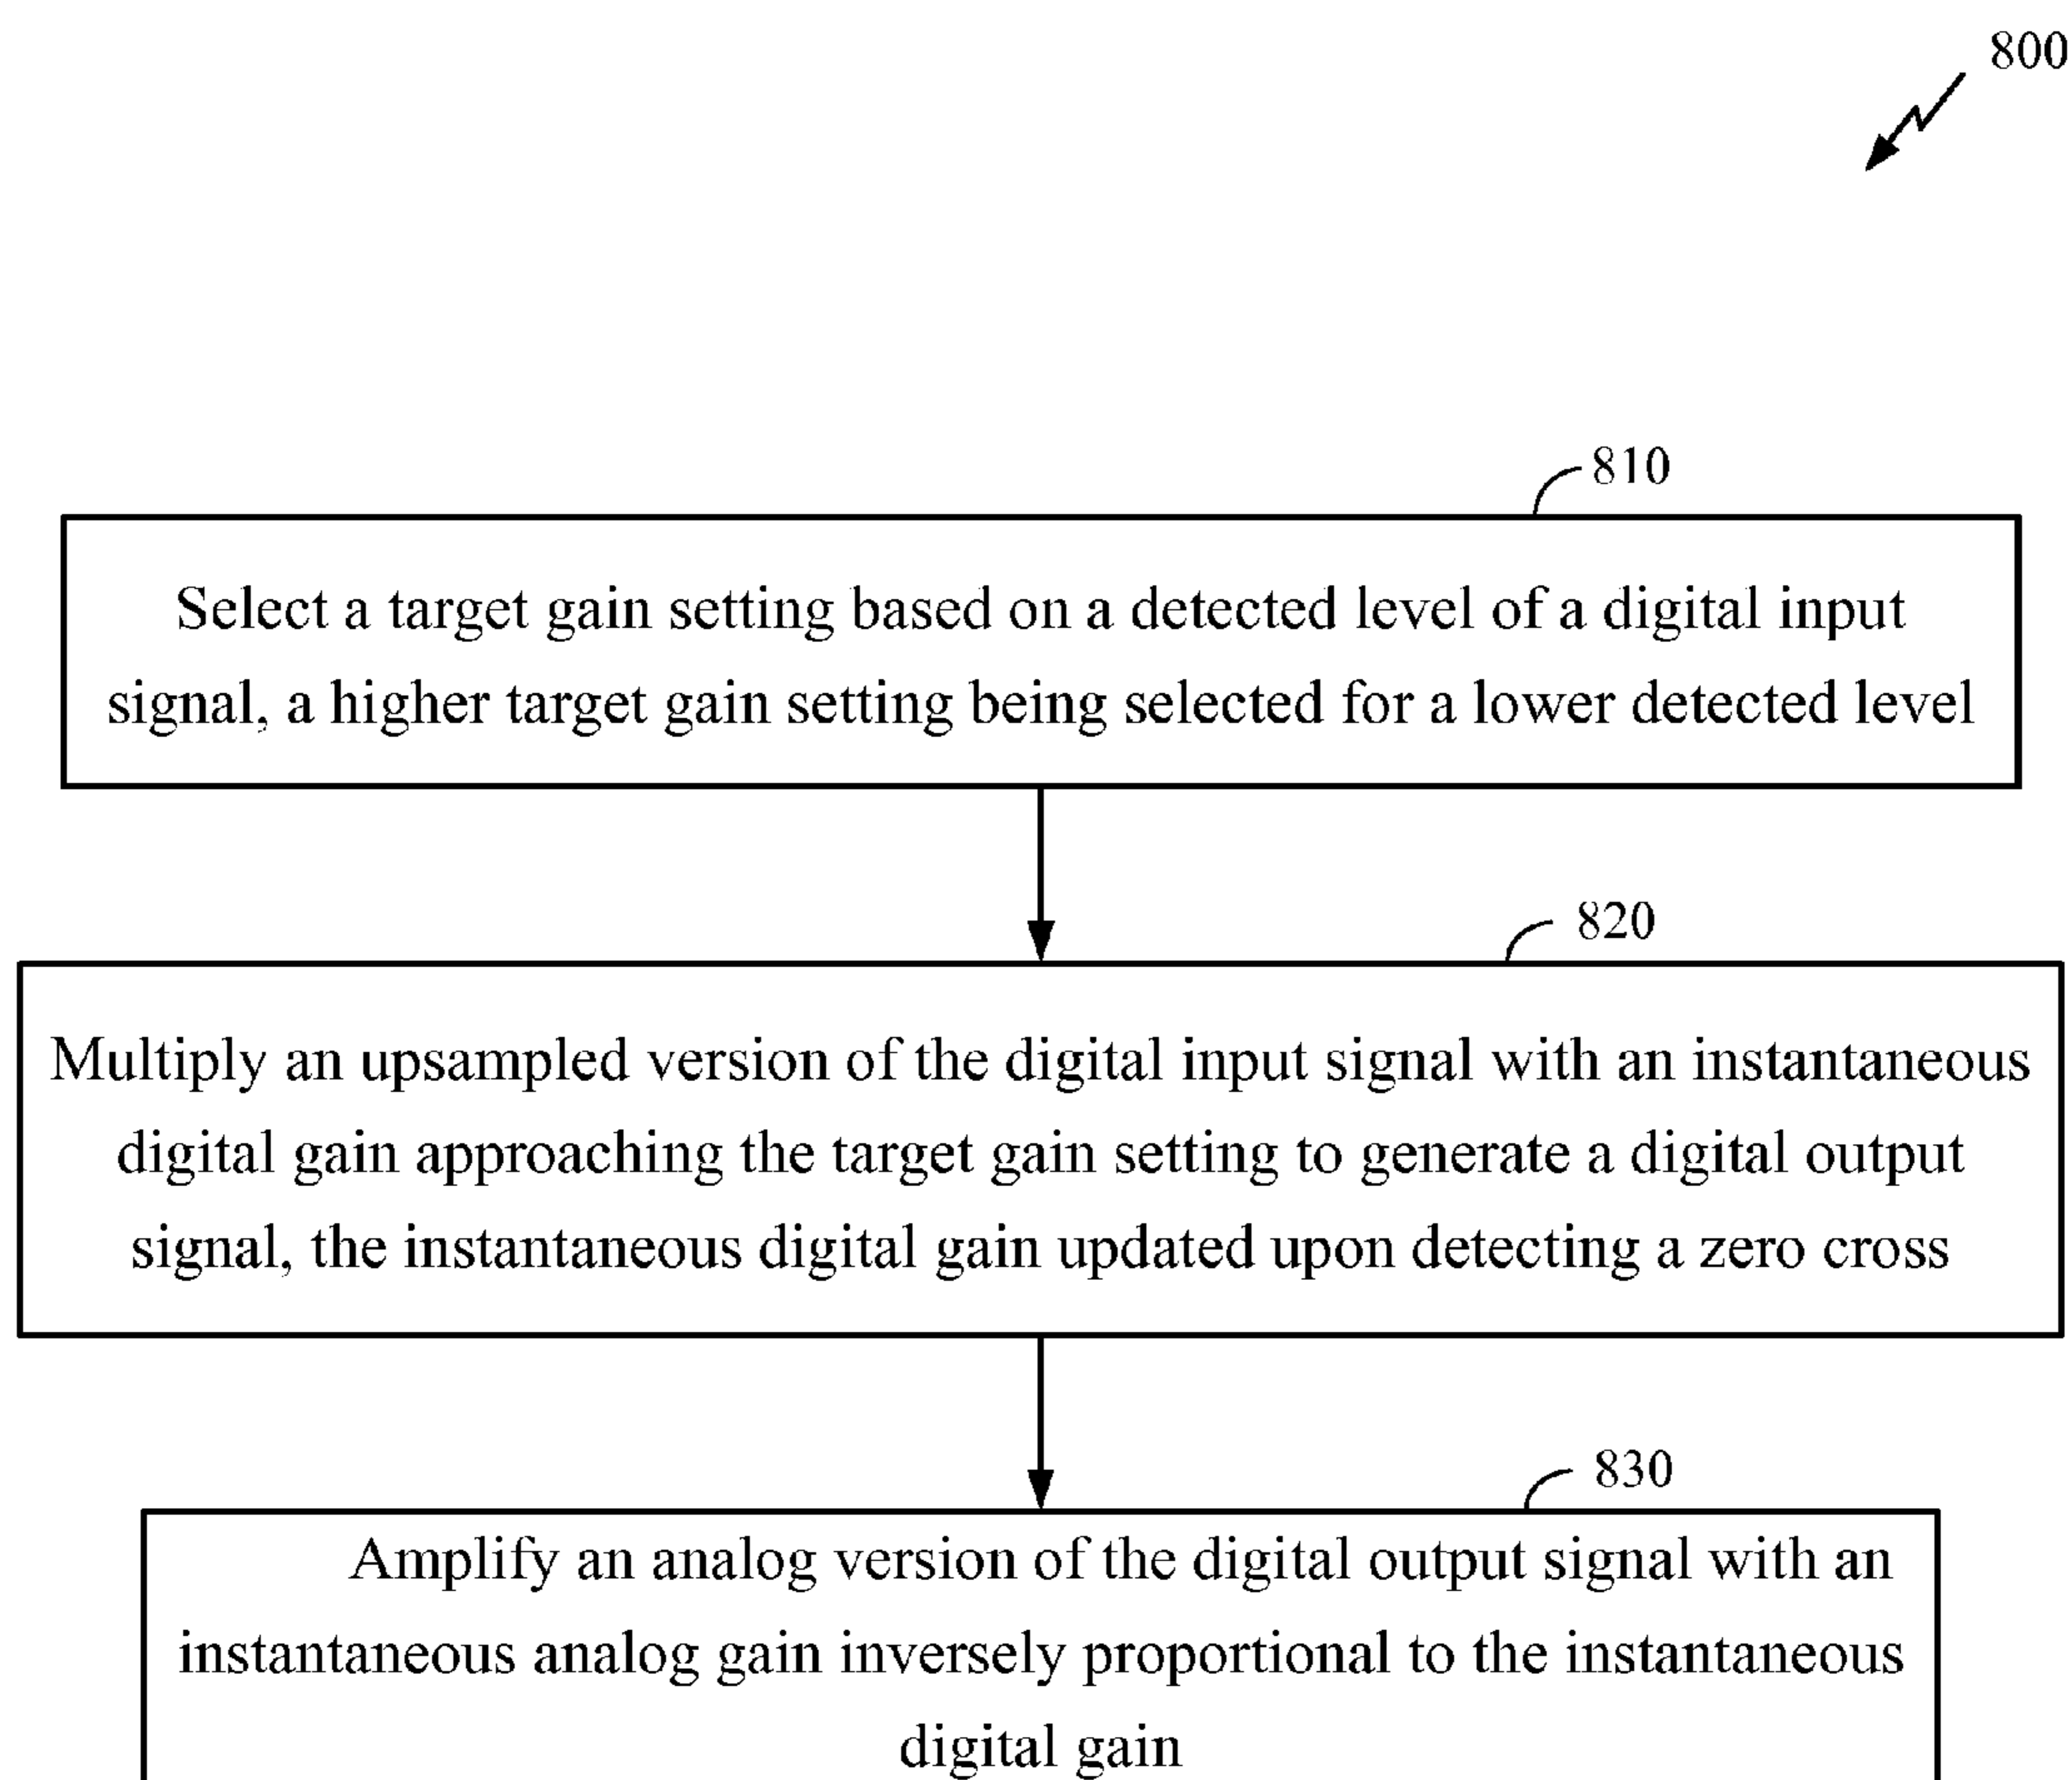 800
810
Select a target gain setting based on a detected level of a digital input
signal, a higher target gain setting being selected for a lower detected level
820
Multiply an upsampled version of the digital input signal with an instantaneous
digital gain approaching the target gain setting to generate a digital output
signal, the instantaneous digital gain updated upon detecting a zero cross
830
Amplify an analog version of the digital output signal with an
instantaneous analog gain inversely proportional to the instantaneous
digital gain